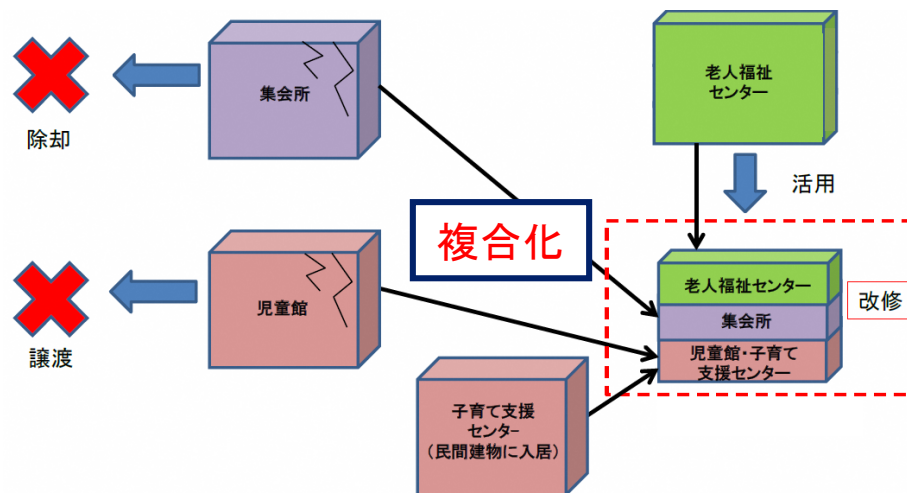 集会所
除却
老人福祉
センター
活用
複合化
児童館
譲渡
老人福祉センター
集会所
児童館・子育て
支援センター
改修
子育て支援
センター
(民間建物に入居)